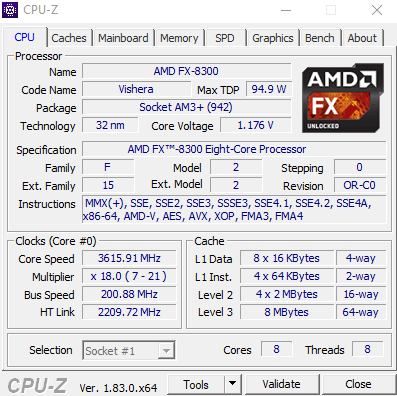 CPU-Z
CPU Caches Mainboard Memory SPD Graphics Bench About
Processor
Name AMD FX-8300
Code Name Vishera Max TDP 94.9 W
Package Socket AM3+ (942)
Technology 32 nm Core Voltage 1.176 V
AMD
FX
UNLOCKED
Specification AMD FX™-8300 Eight-Core Processor
Family F Model 2 Stepping 0
Ext. Family 15 Ext. Model 2 Revision OR-C0
Instructions MMX(+), SSE, SSE2, SSE3, SSSE3, SSE4.1, SSE4.2, SSE4A,
x86-64, AMD-V, AES, AVX, XOP, FMA3, FMA4
Clocks (Core #0) Cache
Core Speed 3615.91 MHz L1 Data 8 x 16 KBytes 4-way
Multiplier x 18.0 ( 7 - 21 ) L1 Inst. 4 x 64 KBytes 2-way
Bus Speed 200.88 MHz Level 2 4 x 2 MBytes 16-way
HT Link 2209.72 MHz Level 3 8 MBytes 64-way
Selection Socket #1 Cores 8 Threads 8
CPU-Z Ver. 1.83.0.x64 Tools Validate Close